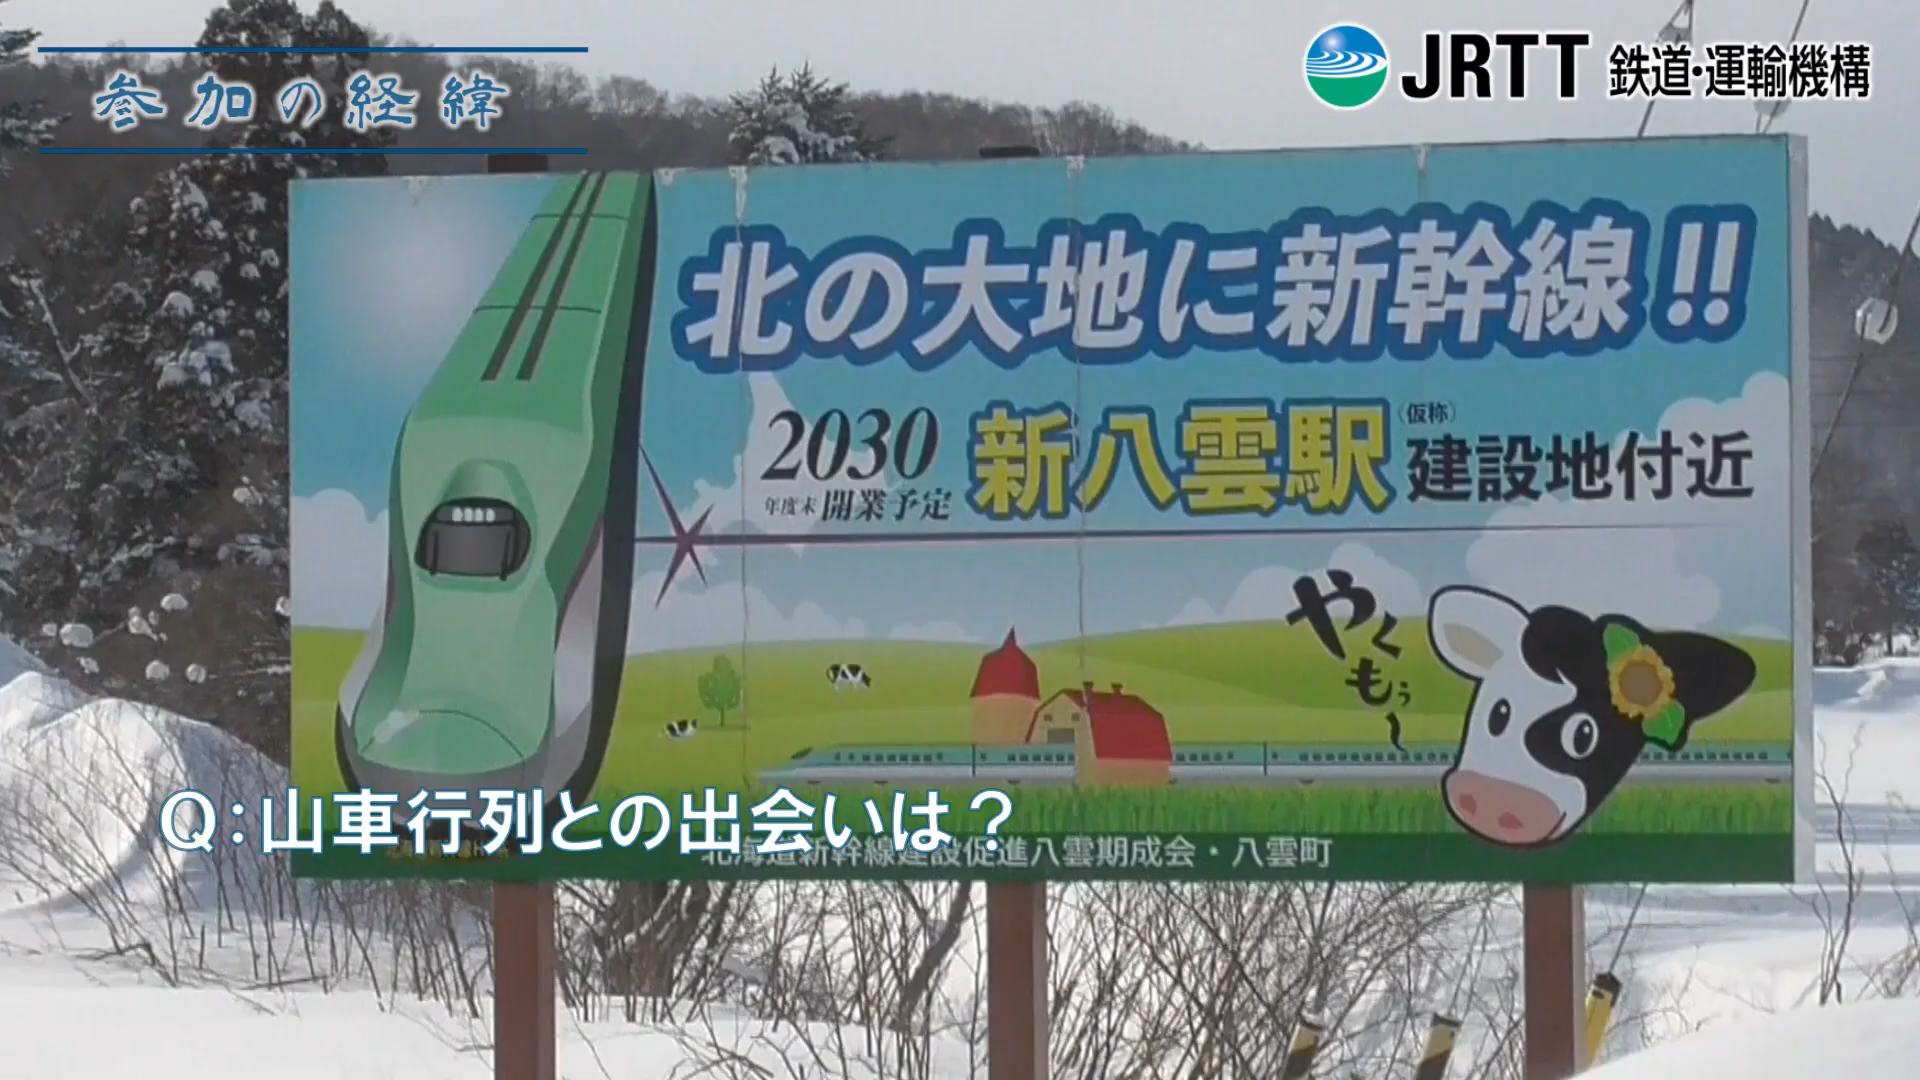 参加の経緯
JRTT 鉄道・運輸機構
北の大地に新幹線!!
2030
年度末 開業予定
新八雲駅
(仮称)
建設地付近
やくもぅ〜
Q:山車行列との出会いは?
北海道新幹線建設促進八雲期成会・八雲町